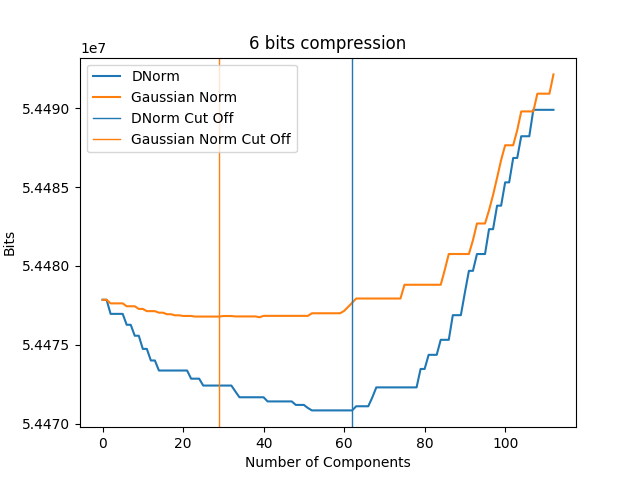 6 bits compression
1e7
DNorm
Gaussian Norm
DNorm Cut Off
Gaussian Norm Cut Off
5.4490
5.4485
5.4480
5.4475
5.4470
Bits
0 20 40 60 80 100
Number of Components